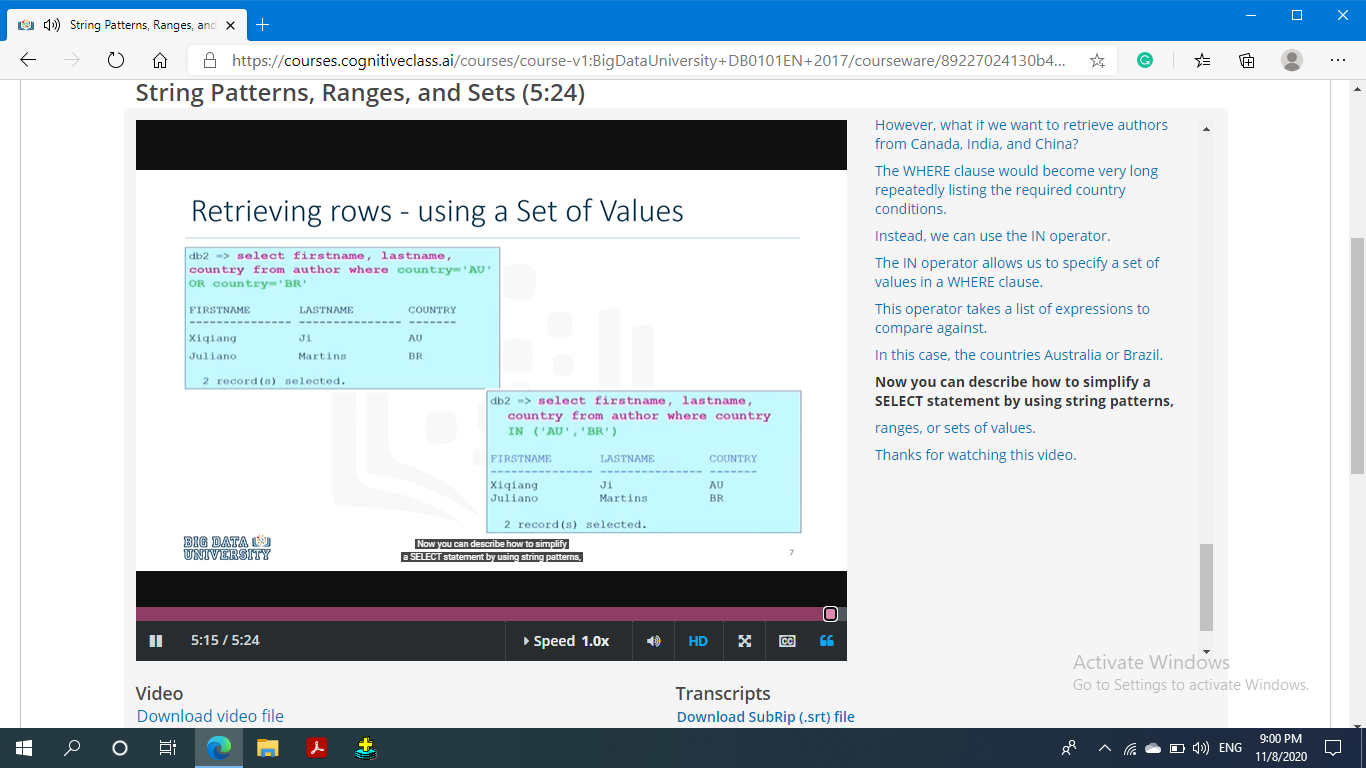 String Patterns, Ranges, and
https://courses.cognitiveclass.ai/courses/course-v1:BigDataUniversity+DB0101EN+2017/courseware/89227024130b4...
String Patterns, Ranges, and Sets (5:24)
Retrieving rows - using a Set of Values
db2 => select firstname, lastname,
country from author where country='AU'
OR country='BR'
FIRSTNAME LASTNAME COUNTRY
--------------- --------------- -------
Xiqiang Ji AU
Juliano Martins BR
2 record(s) selected.
db2 => select firstname, lastname,
country from author where country
IN ('AU','BR')
FIRSTNAME LASTNAME COUNTRY
--------------- --------------- -------
Xiqiang Ji AU
Juliano Martins BR
2 record(s) selected.
BIG DATA
UNIVERSITY
Now you can describe how to simplify
a SELECT statement by using string patterns,
7
5:15 / 5:24
Speed 1.0x
HD
CC
However, what if we want to retrieve authors
from Canada, India, and China?
The WHERE clause would become very long
repeatedly listing the required country
conditions.
Instead, we can use the IN operator.
The IN operator allows us to specify a set of
values in a WHERE clause.
This operator takes a list of expressions to
compare against.
In this case, the countries Australia or Brazil.
Now you can describe how to simplify a
SELECT statement by using string patterns,
ranges, or sets of values.
Thanks for watching this video.
Activate Windows
Go to Settings to activate Windows.
Video
Download video file
Transcripts
Download SubRip (.srt) file
ENG
9:00 PM
11/8/2020